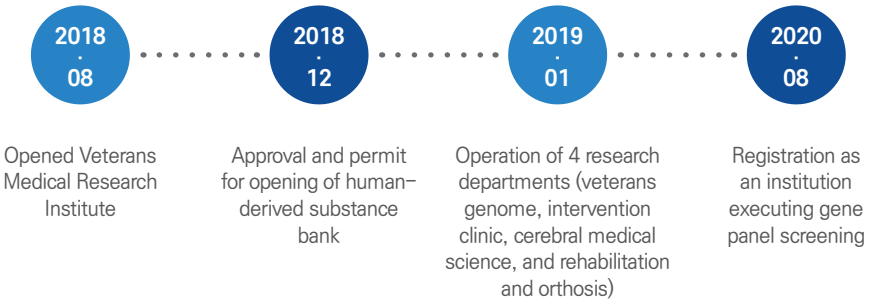 2018
·
08
2018
·
12
2019
·
01
2020
·
08
Opened Veterans
Medical Research
Institute
Approval and permit
for opening of human-
derived substance
bank
Operation of 4 research
departments (veterans
genome, intervention
clinic, cerebral medical
science, and rehabilitation
and orthosis)
Registration as
an institution
executing gene
panel screening